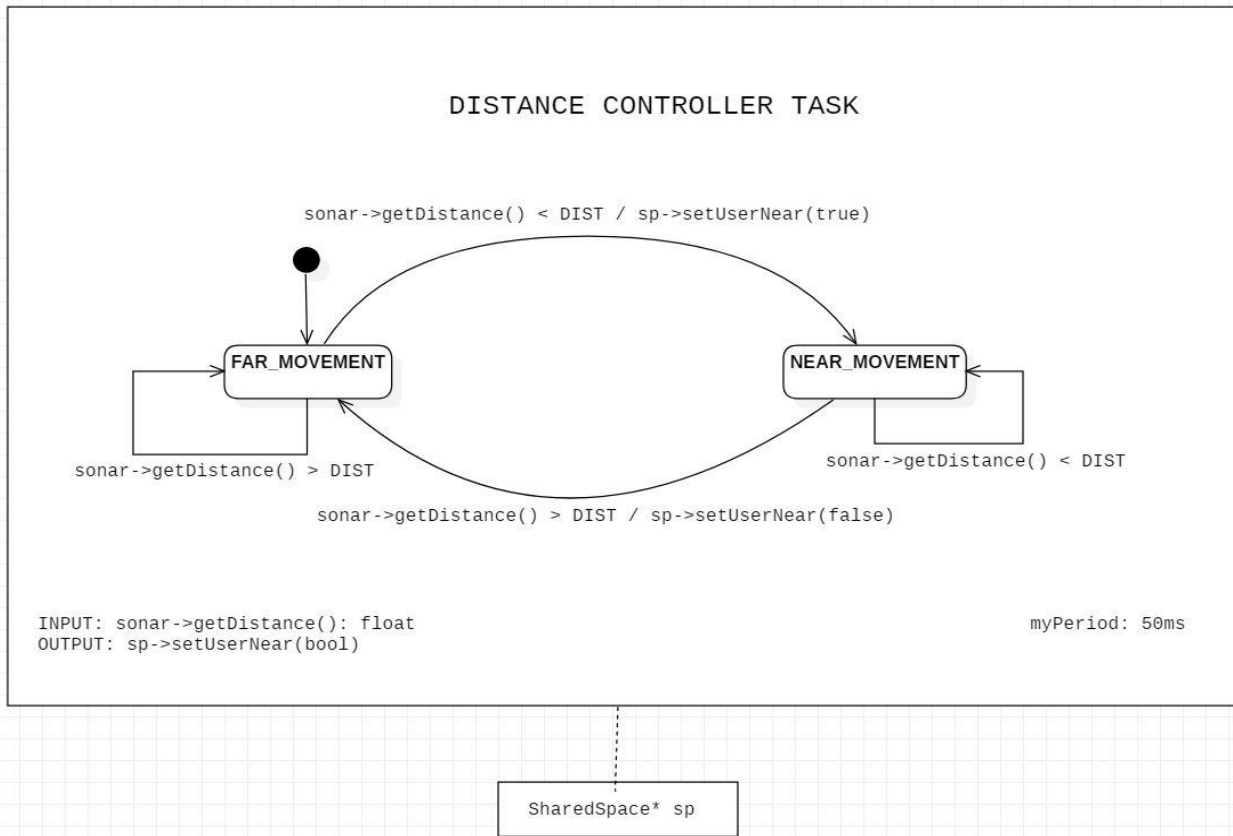 DISTANCE CONTROLLER TASK
sonar->getDistance() < DIST / sp->setUserNear(true)
FAR_MOVEMENT
NEAR_MOVEMENT
sonar->getDistance() > DIST
sonar->getDistance() < DIST
sonar->getDistance() > DIST / sp->setUserNear(false)
INPUT: sonar->getDistance(): float
OUTPUT: sp->setUserNear(bool)
myPeriod: 50ms
SharedSpace* sp